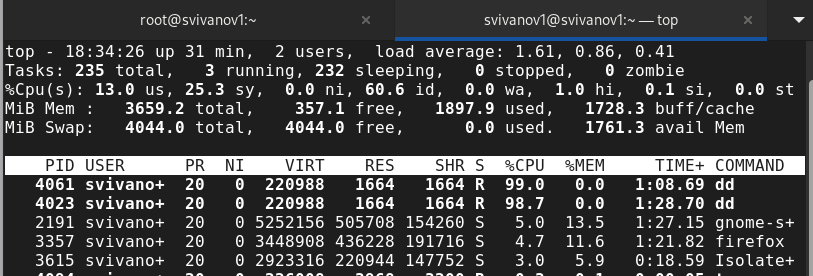 root@svivanov1:~ × svivanov1@svivanov1:~ — top ×
top - 18:34:26 up 31 min,  2 users,  load average: 1.61, 0.86, 0.41
Tasks: 235 total,   3 running, 232 sleeping,   0 stopped,   0 zombie
%Cpu(s): 13.0 us, 25.3 sy,  0.0 ni, 60.6 id,  0.0 wa,  1.0 hi,  0.1 si,  0.0 st
MiB Mem :   3659.2 total,    357.1 free,   1897.9 used,   1728.3 buff/cache
MiB Swap:   4044.0 total,   4044.0 free,      0.0 used.   1761.3 avail Mem
PID USER      PR  NI    VIRT    RES    SHR S  %CPU  %MEM     TIME+ COMMAND
4061 svivano+  20   0  220988   1664   1664 R  99.0   0.0   1:08.69 dd
4023 svivano+  20   0  220988   1664   1664 R  98.7   0.0   1:28.70 dd
2191 svivano+  20   0 5252156 505708 154260 S   5.0  13.5   1:27.15 gnome-s+
3357 svivano+  20   0 3448908 436228 191716 S   4.7  11.6   1:21.82 firefox
3615 svivano+  20   0 2923316 220944 147752 S   3.0   5.9   0:18.59 Isolate+